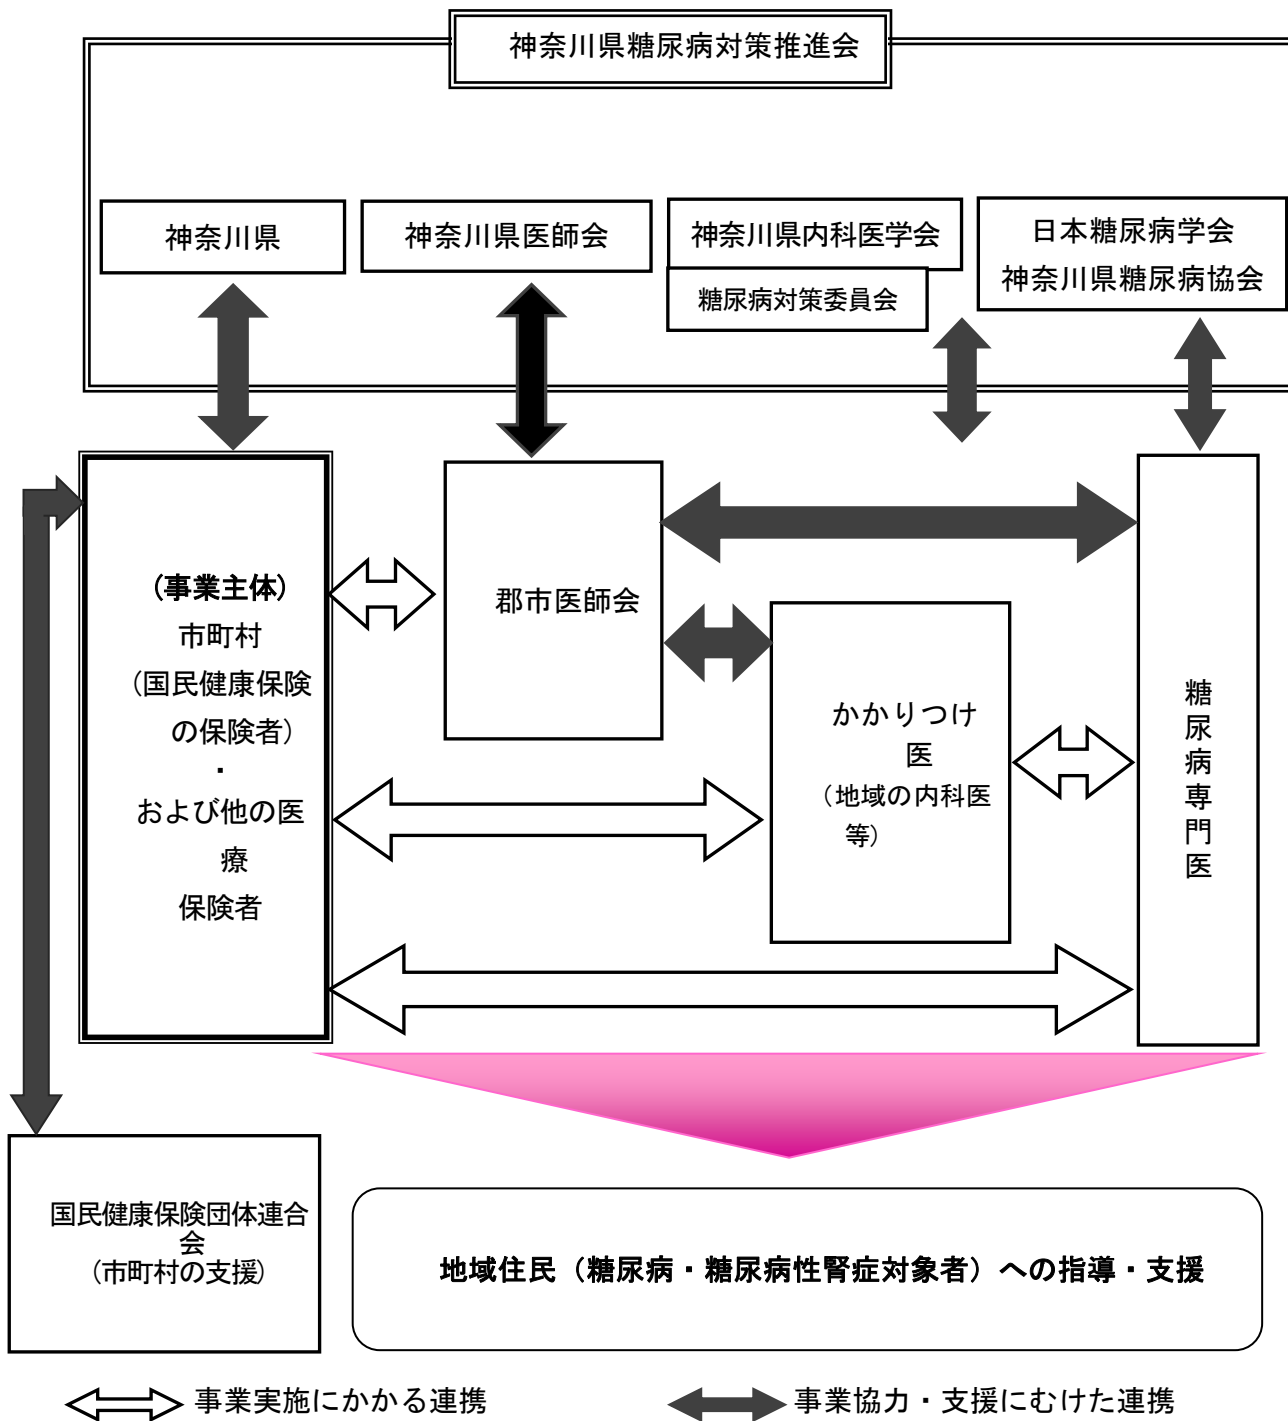 神奈川県糖尿病対策推進会
神奈川県
神奈川県医師会
神奈川県内科医学会
糖尿病対策委員会
日本糖尿病学会
神奈川県糖尿病協会
(事業主体)
市町村
(国民健康保険
の保険者)
・
および他の医
療
保険者
郡市医師会
かかりつけ
医
(地域の内科医
等)
糖尿病専門医
国民健康保険団体連合
会
(市町村の支援)
地域住民(糖尿病・糖尿病性腎症対象者)への指導・支援
事業実施にかかる連携
事業協力・支援にむけた連携